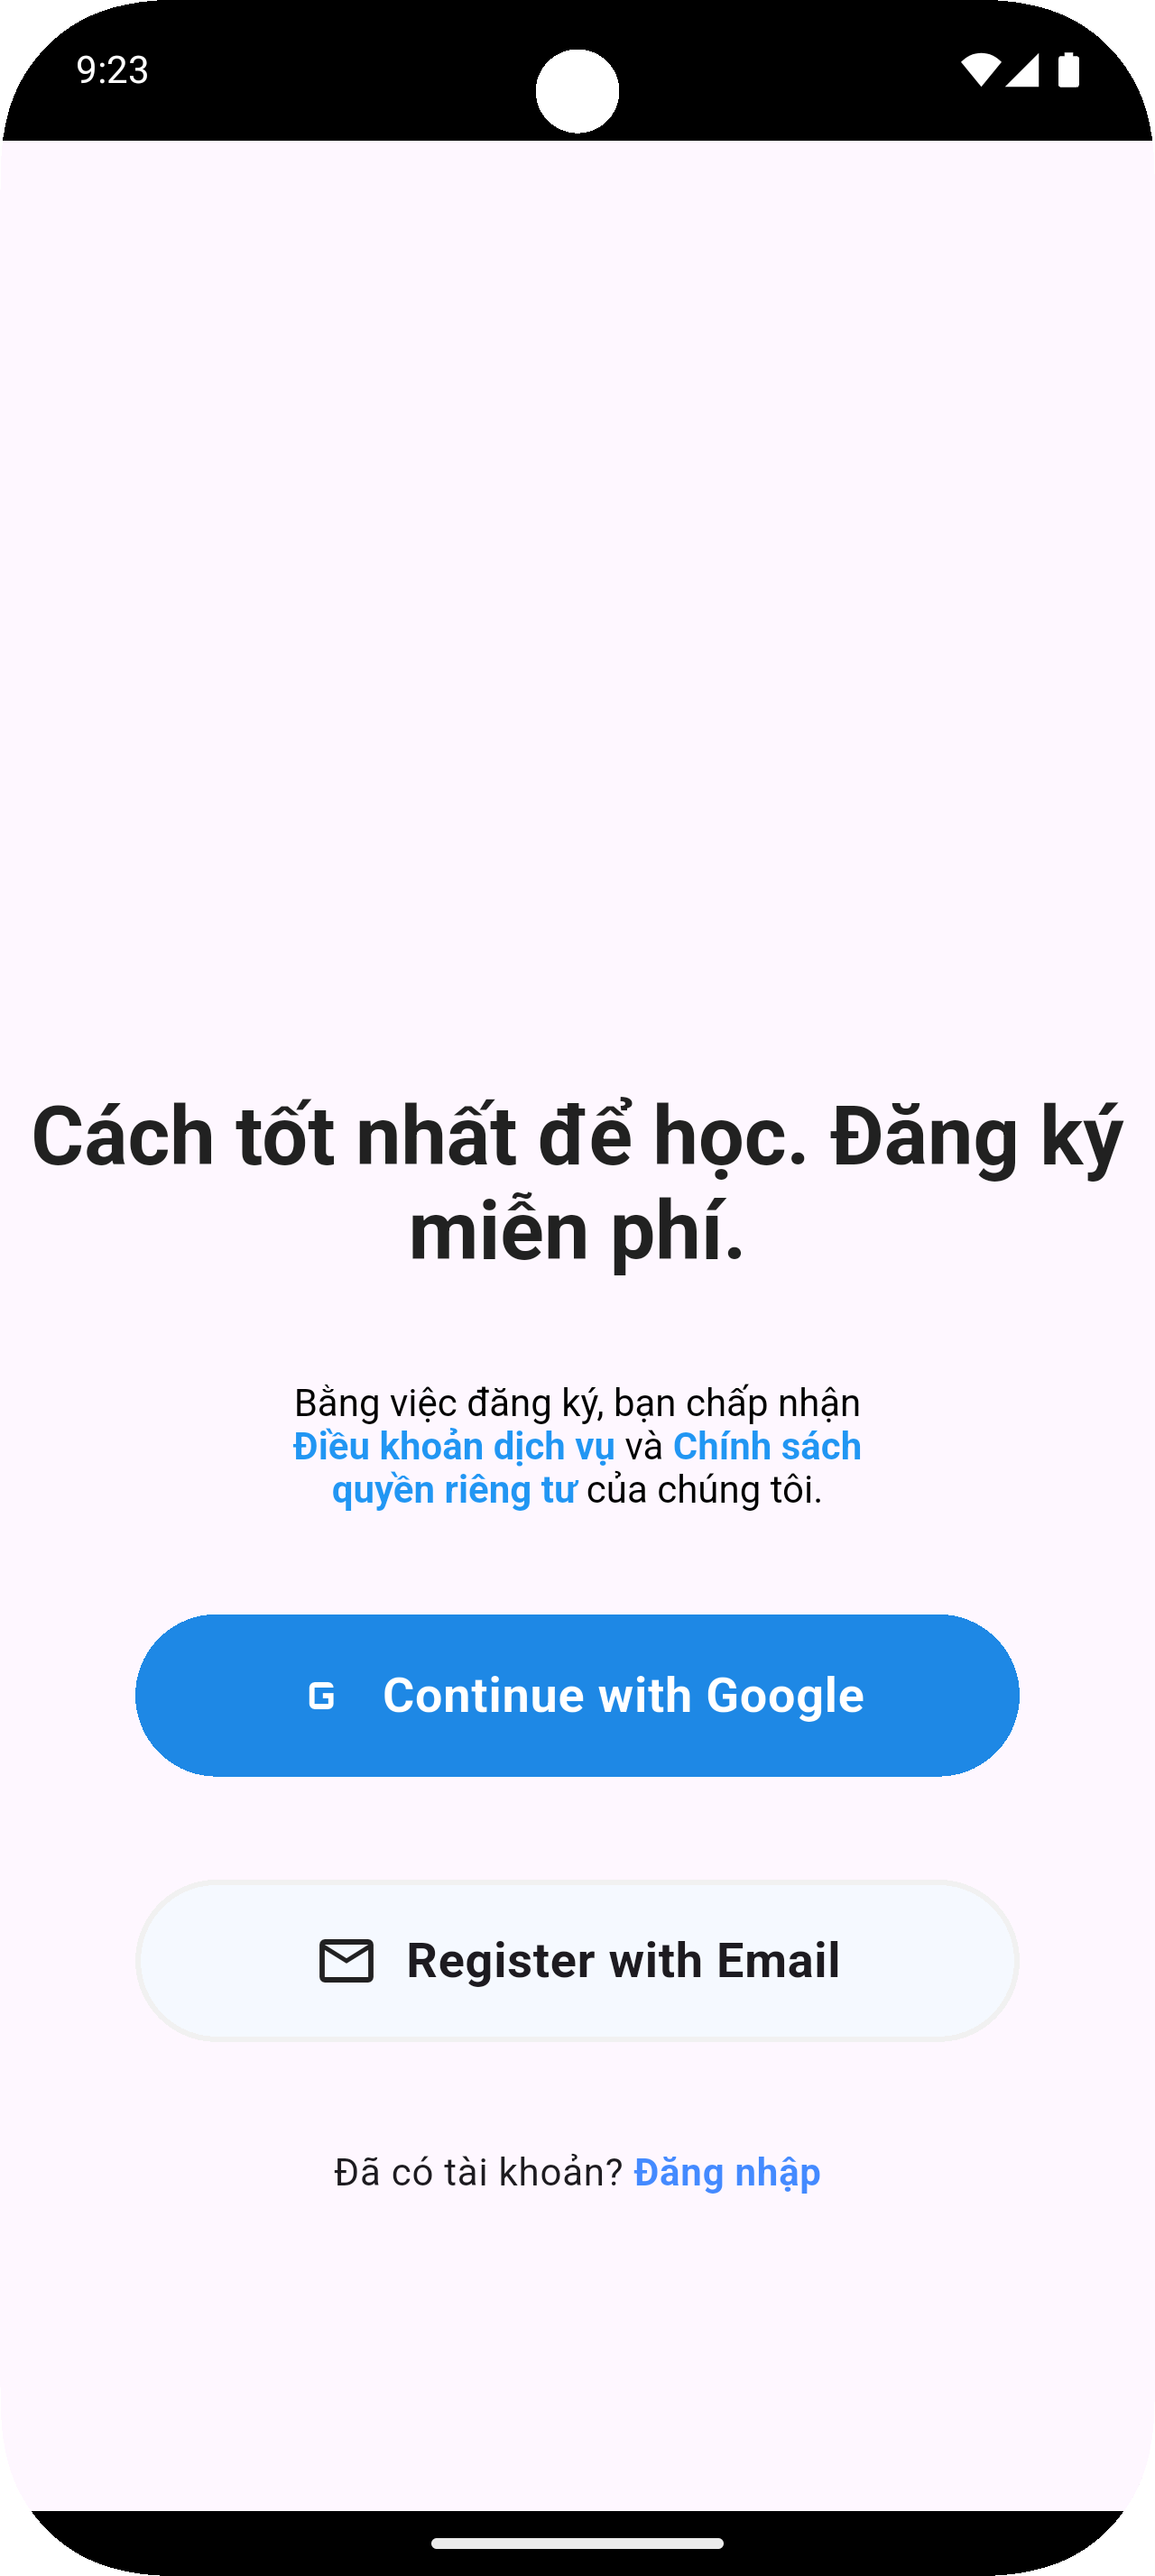 9:23
Cách tốt nhất để học. Đăng ký
miễn phí.
Bằng việc đăng ký, bạn chấp nhận
Điều khoản dịch vụ và Chính sách
quyền riêng tư của chúng tôi.
G Continue with Google
Register with Email
Đã có tài khoản? Đăng nhập